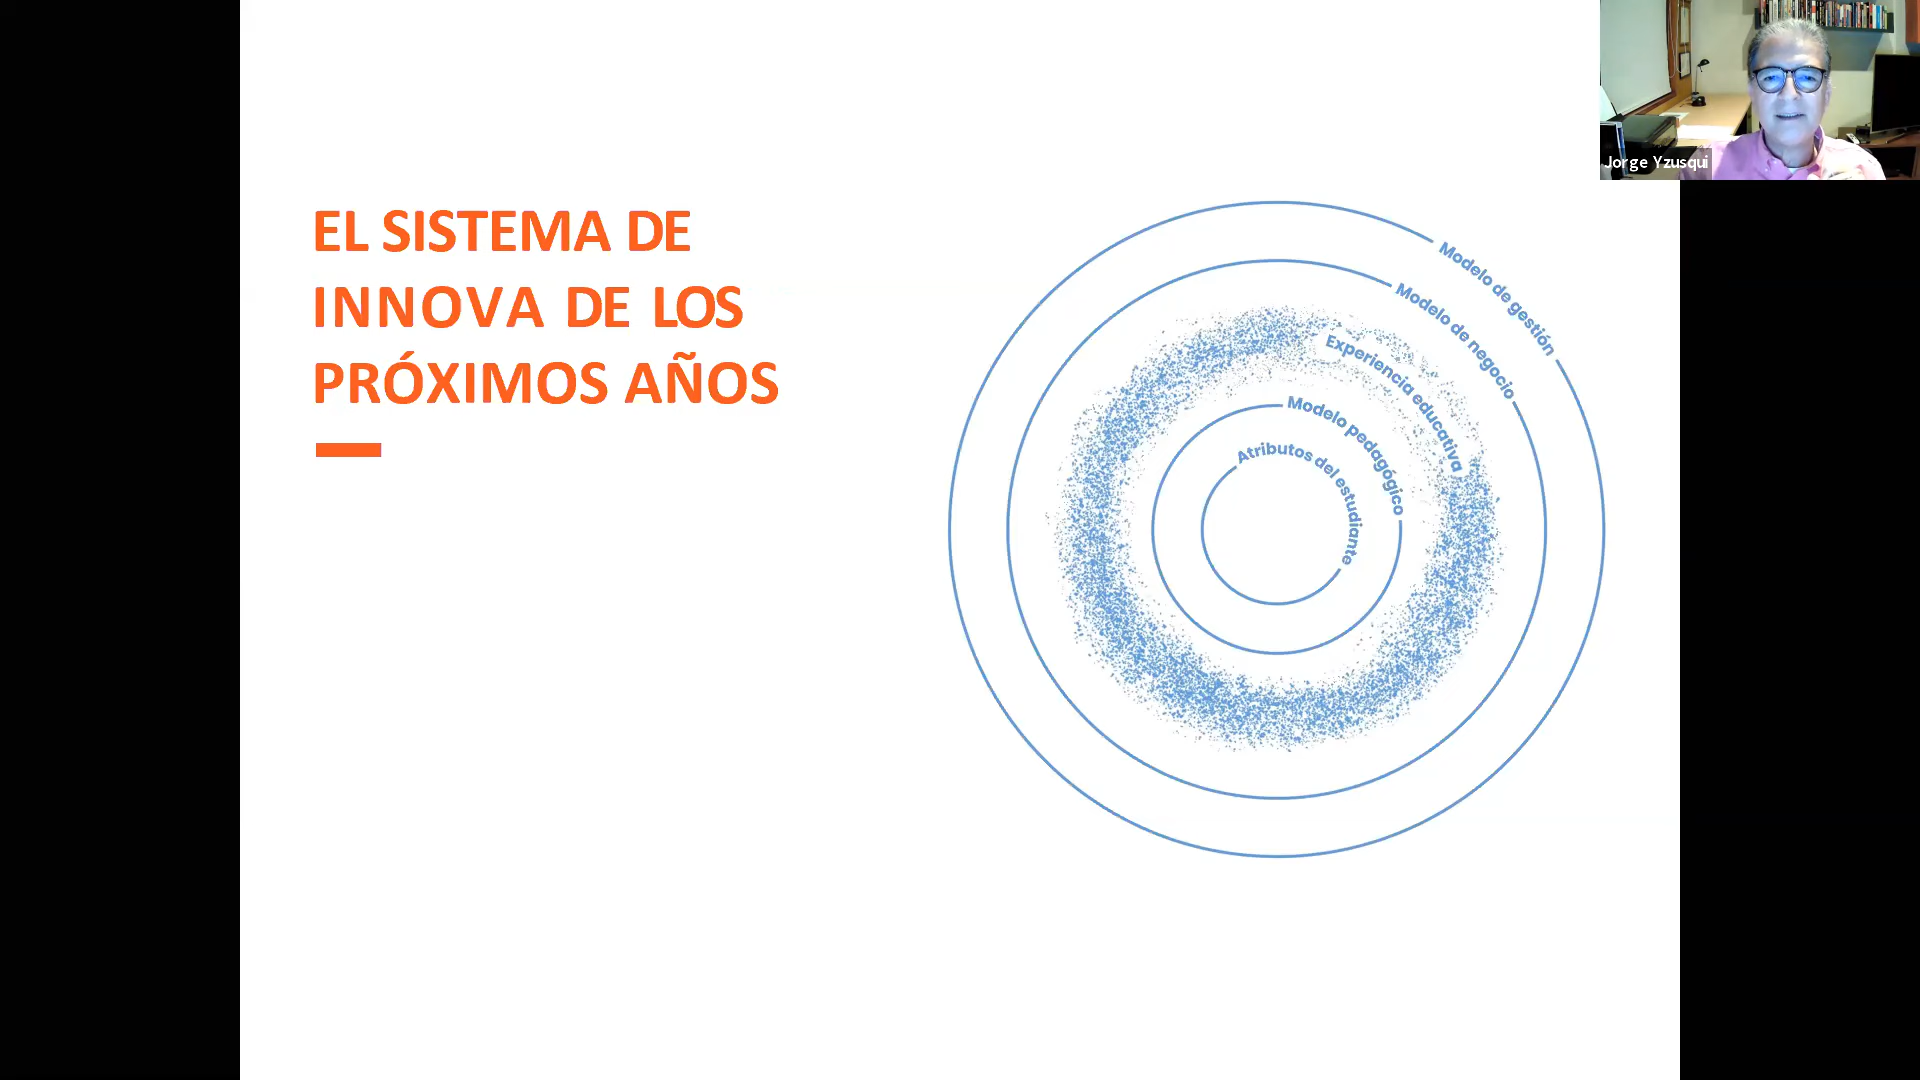 Jorge Yzusqui
EL SISTEMA DE
INNOVA DE LOS
PRÓXIMOS AÑOS
Modelo de gestión
Modelo de negocio
Experiencia educativa
Modelo pedagógico
Atributos del estudiante